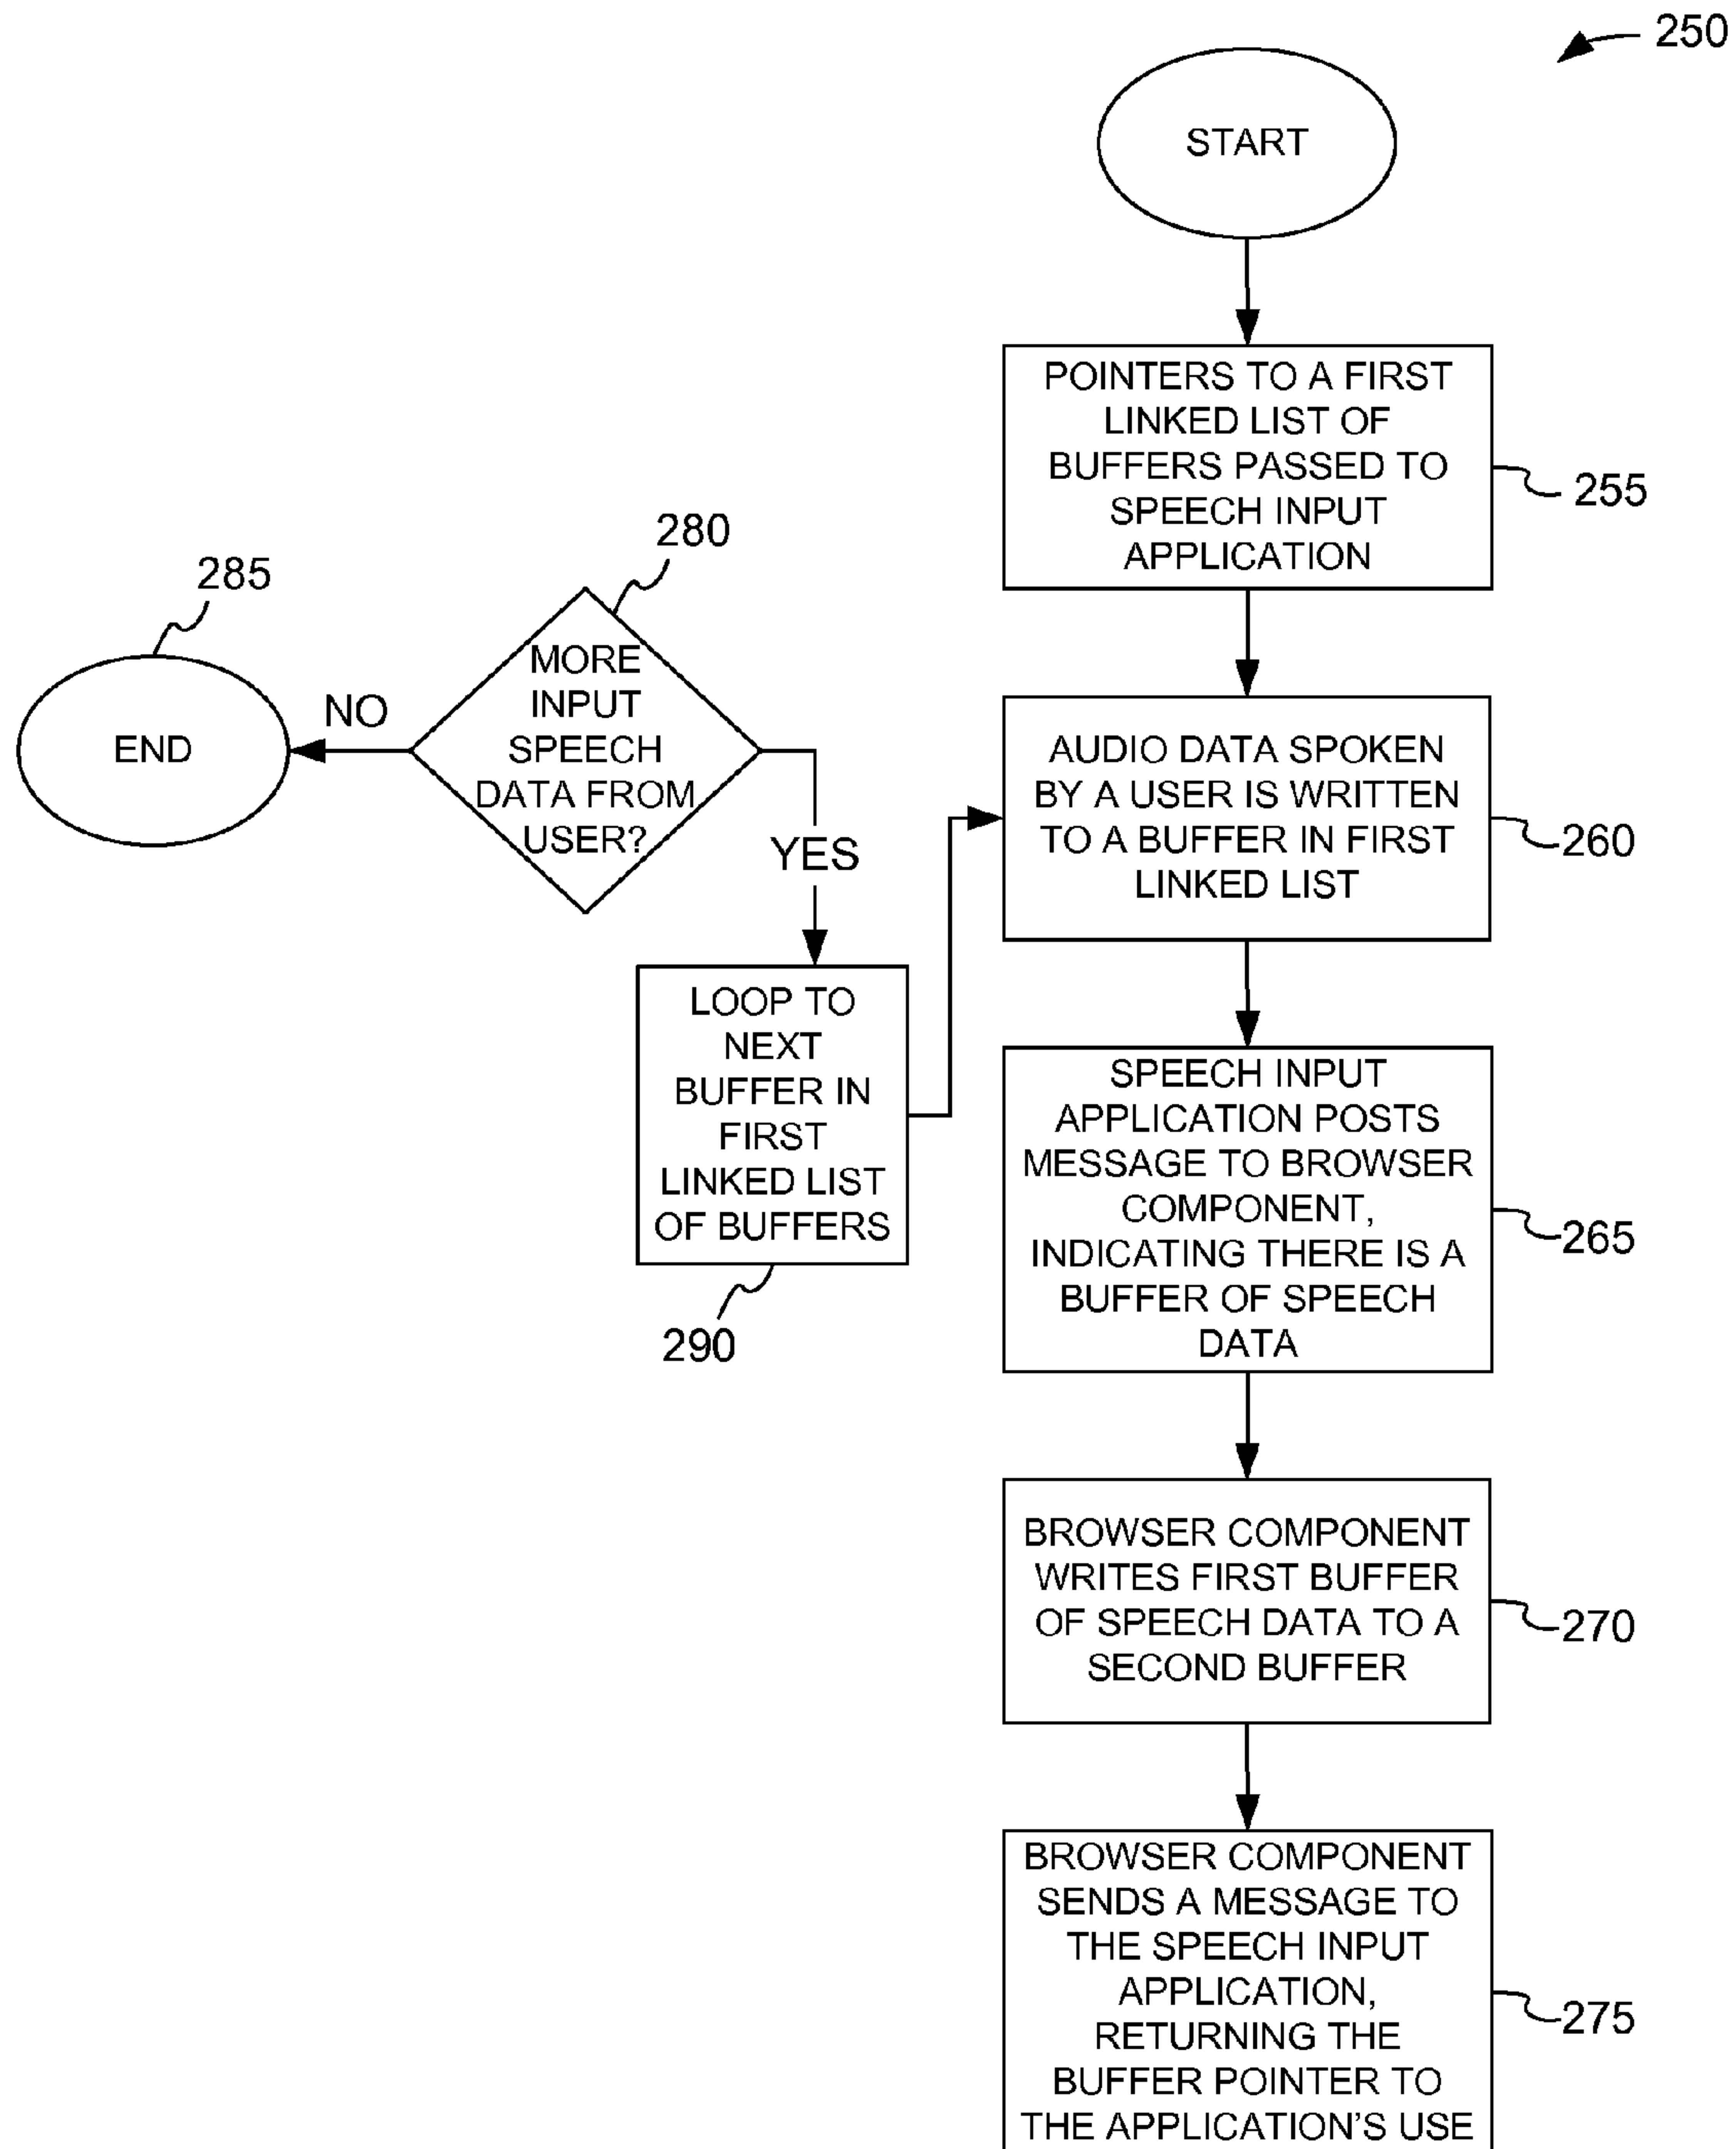 250
START
POINTERS TO A FIRST
LINKED LIST OF
BUFFERS PASSED TO
SPEECH INPUT
APPLICATION
255
AUDIO DATA SPOKEN
BY A USER IS WRITTEN
TO A BUFFER IN FIRST
LINKED LIST
260
SPEECH INPUT
APPLICATION POSTS
MESSAGE TO BROWSER
COMPONENT,
INDICATING THERE IS A
BUFFER OF SPEECH
DATA
265
BROWSER COMPONENT
WRITES FIRST BUFFER
OF SPEECH DATA TO A
SECOND BUFFER
270
BROWSER COMPONENT
SENDS A MESSAGE TO
THE SPEECH INPUT
APPLICATION,
RETURNING THE
BUFFER POINTER TO
THE APPLICATION'S USE
275
280
MORE
INPUT
SPEECH
DATA FROM
USER?
NO
285
END
YES
LOOP TO
NEXT
BUFFER IN
FIRST
LINKED LIST
OF BUFFERS
290